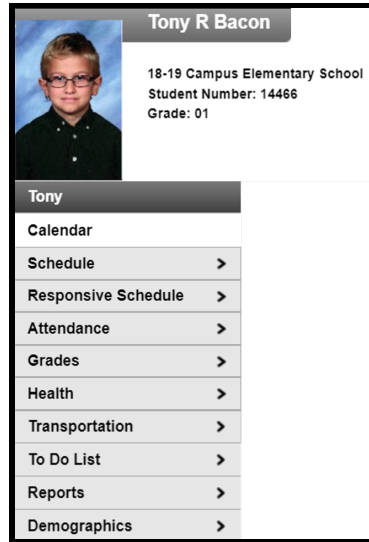 Tony R Bacon
18-19 Campus Elementary School
Student Number: 14466
Grade: 01
Tony
Calendar
Schedule
Responsive Schedule
Attendance
Grades
Health
Transportation
To Do List
Reports
Demographics